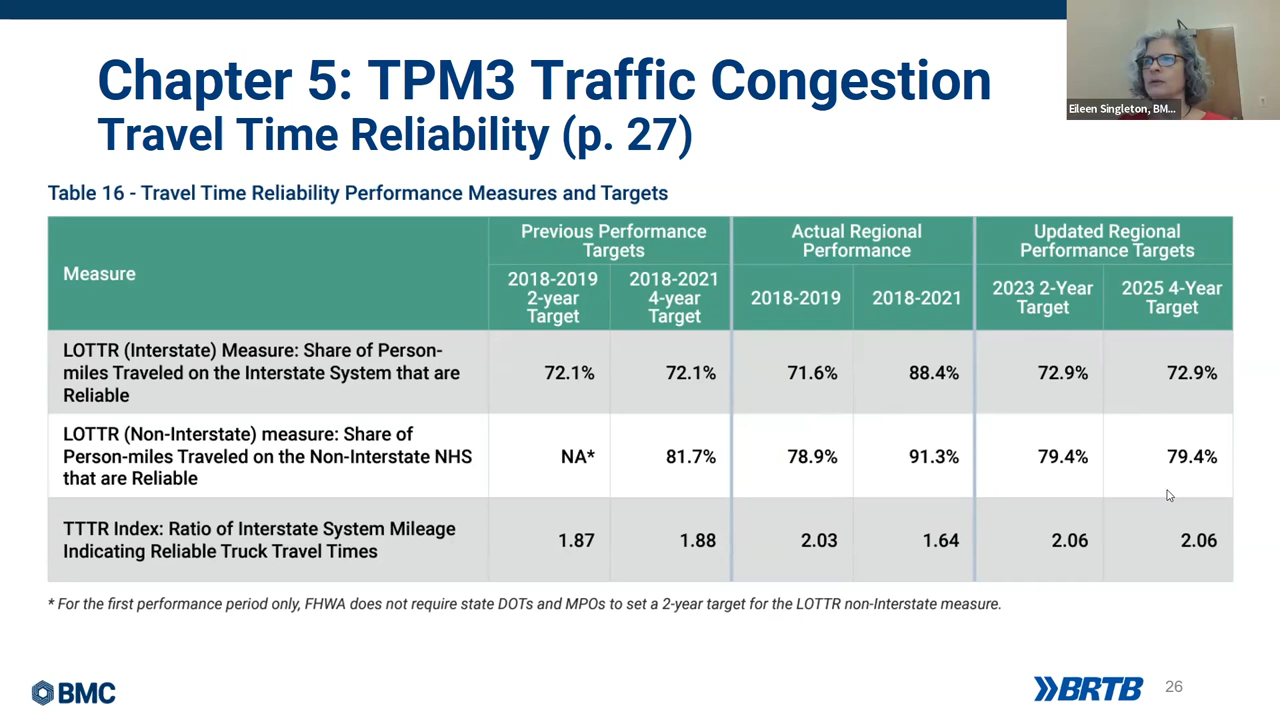 Chapter 5: TPM3 Traffic Congestion
Travel Time Reliability (p. 27)
Eileen Singleton, BM...
Table 16 - Travel Time Reliability Performance Measures and Targets
Measure
Previous Performance
Targets
Actual Regional
Performance
Updated Regional
Performance Targets
2018-2019
2-year
Target
2018-2021
4-year
Target
2018-2019
2018-2021
2023 2-Year
Target
2025 4-Year
Target
LOTTR (Interstate) Measure: Share of Person-
miles Traveled on the Interstate System that are
Reliable
72.1%
72.1%
71.6%
88.4%
72.9%
72.9%
LOTTR (Non-Interstate) measure: Share of
Person-miles Traveled on the Non-Interstate NHS
that are Reliable
NA*
81.7%
78.9%
91.3%
79.4%
79.4%
TTTR Index: Ratio of Interstate System Mileage
Indicating Reliable Truck Travel Times
1.87
1.88
2.03
1.64
2.06
2.06
* For the first performance period only, FHWA does not require state DOTs and MPOs to set a 2-year target for the LOTTR non-Interstate measure.
BMC
BRTB
26